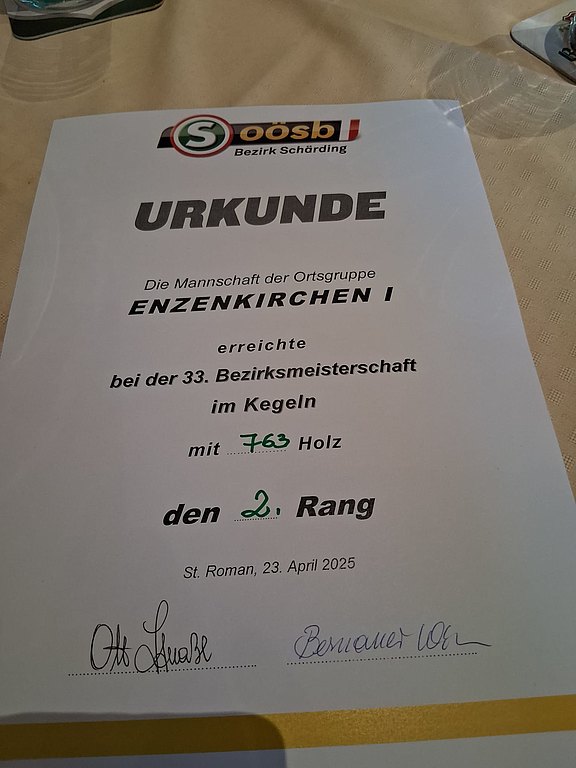 S oösb
Bezirk Schärding
URKUNDE
Die Mannschaft der Ortsgruppe
ENZENKIRCHEN I
erreichte
bei der 33. Bezirksmeisterschaft
im Kegeln
mit 763 Holz
den 2. Rang
St. Roman, 23. April 2025